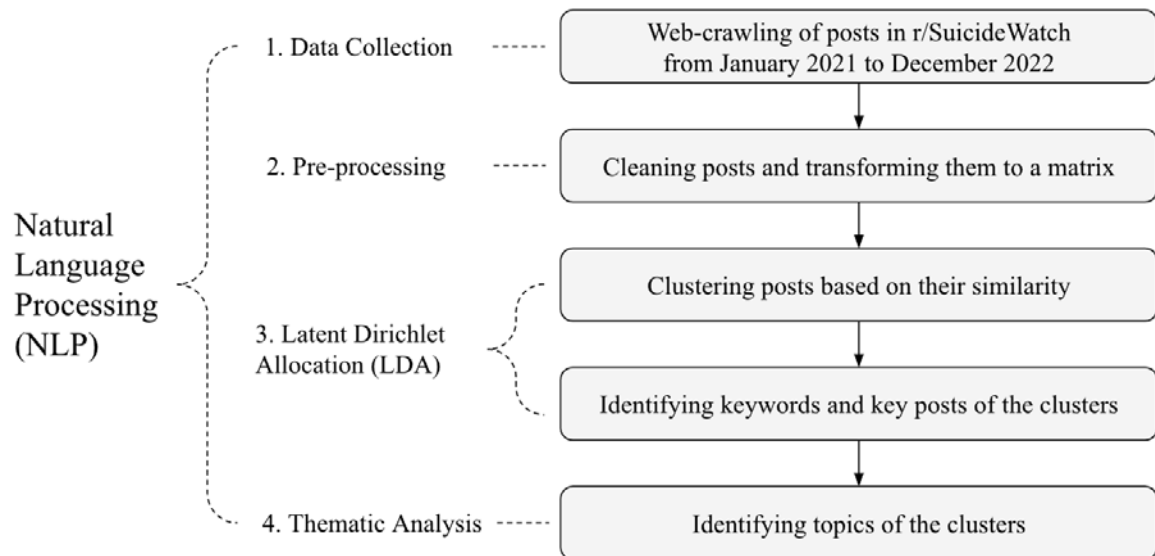 Natural
Language
Processing
(NLP)
1. Data Collection
Web-crawling of posts in r/SuicideWatch
from January 2021 to December 2022
2. Pre-processing
Cleaning posts and transforming them to a matrix
3. Latent Dirichlet
Allocation (LDA)
Clustering posts based on their similarity
Identifying keywords and key posts of the clusters
4. Thematic Analysis
Identifying topics of the clusters